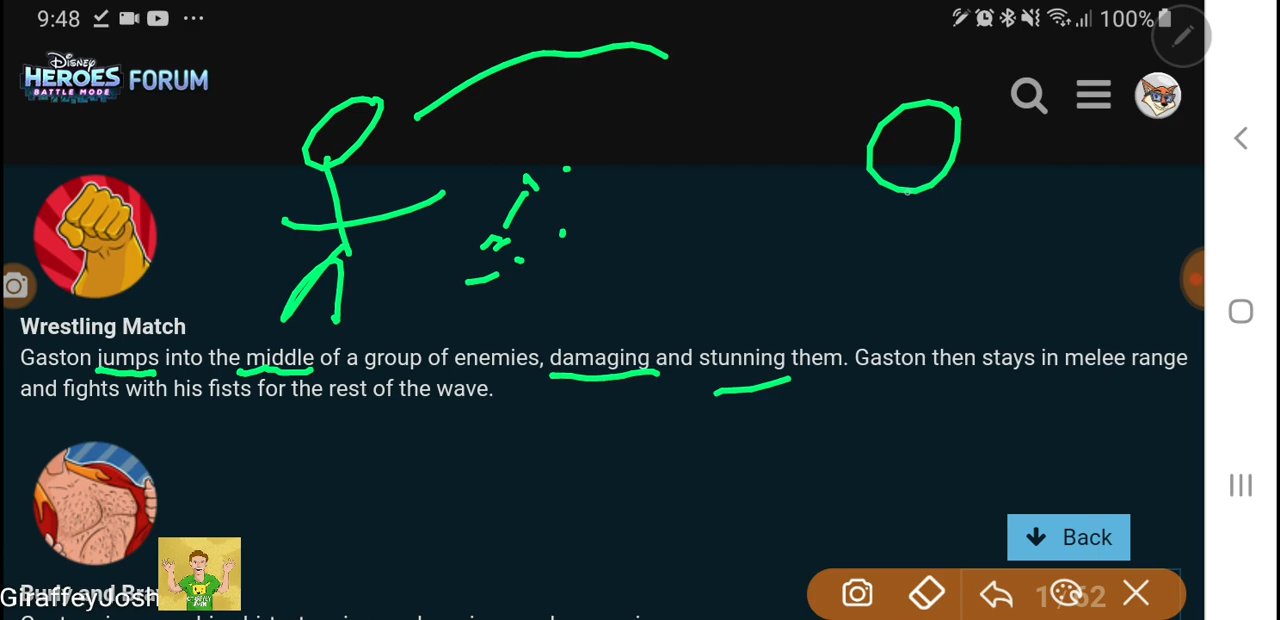 9:48
100%
Disney
HEROES
BATTLE MODE
FORUM
Wrestling Match
Gaston jumps into the middle of a group of enemies, damaging and stunning them. Gaston then stays in melee range
and fights with his fists for the rest of the wave.
Back
GiraffeyJosh